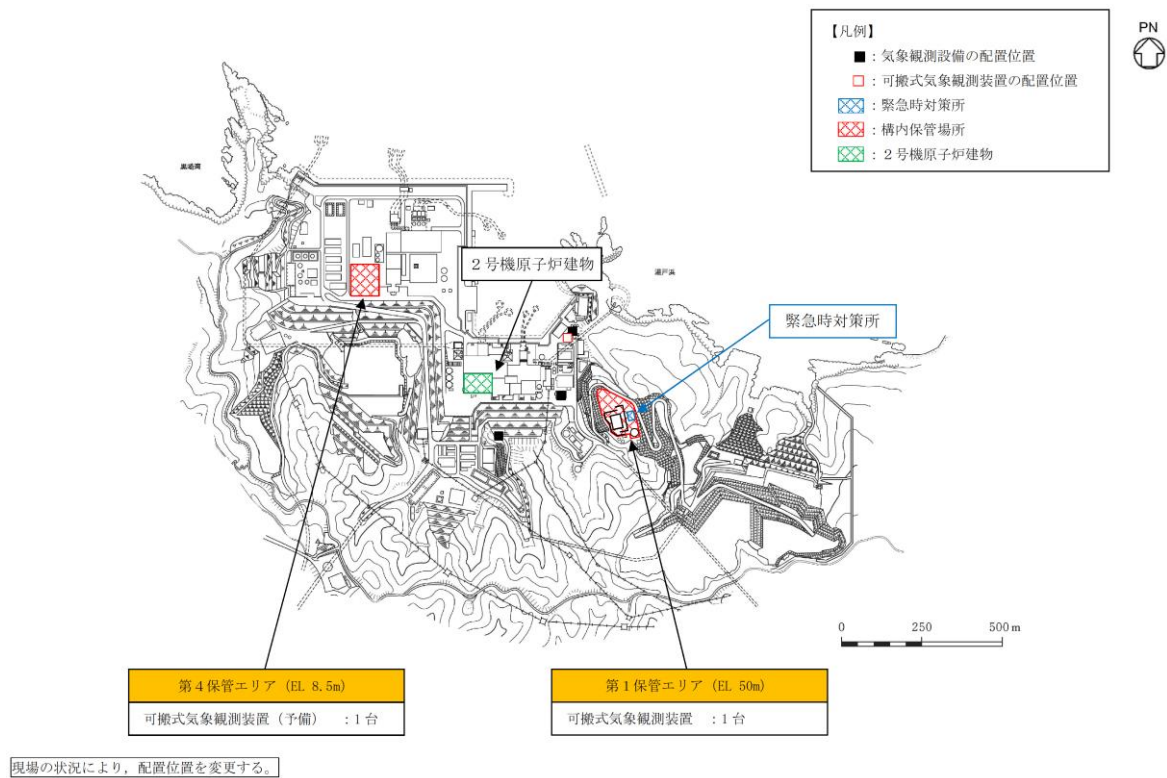 【凡例】
■：気象観測設備の配置位置
□：可搬式気象観測装置の配置位置
：緊急時対策所
：構内保管場所
：２号機原子炉建物
PN
２号機原子炉建物
緊急時対策所
0 250 500m
第４保管エリア（EL 8.5m）
可搬式気象観測装置（予備）　：1台
第１保管エリア（EL 50m）
可搬式気象観測装置　：1台
現場の状況により，配置位置を変更する。